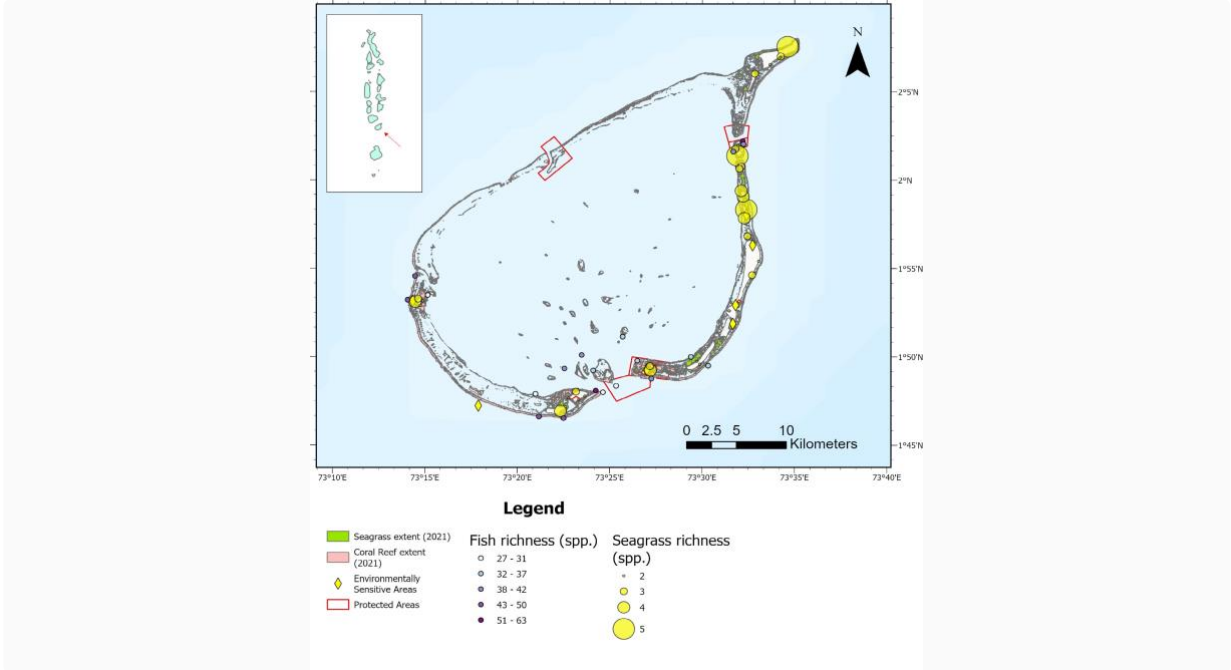 N
2°5'N
2°N
1°55'N
1°50'N
0 2.5 5 10
Kilometers
1°45'N
73°10'E 73°15'E 73°20'E 73°25'E 73°30'E 73°35'E 73°40'E
Legend
Seagrass extent (2021)
Coral Reef extent
(2021)
Environmentally
Sensitive Areas
Protected Areas
Fish richness (spp.)
27 - 31
32 - 37
38 - 42
43 - 50
51 - 63
Seagrass richness
(spp.)
2
3
4
5